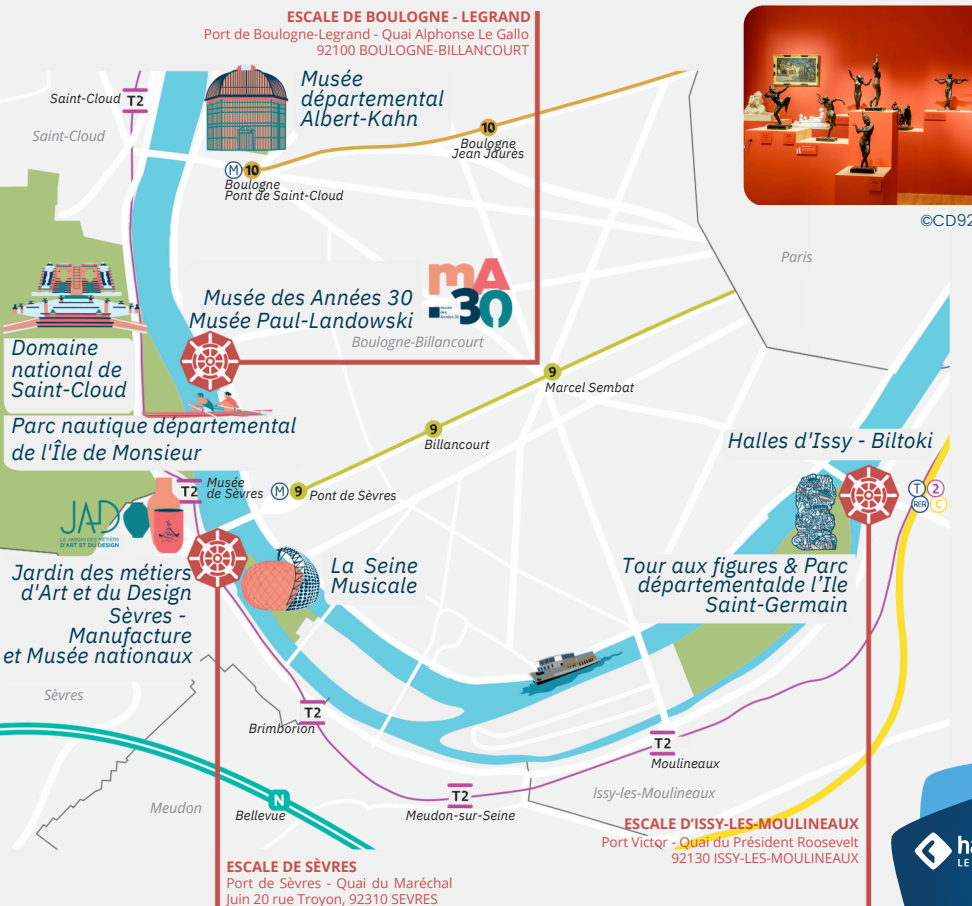 ESCALE DE BOULOGNE - LEGRAND
Port de Boulogne-Legrand - Quai Alphonse Le Gallo
92100 BOULOGNE-BILLANCOURT
Musée
départemental
Albert-Kahn
Saint-Cloud T2
Saint-Cloud
10
Boulogne
Jean Jaurès
M 10
Boulogne
Pont de Saint-Cloud
©CD92
Paris
Musée des Années 30
Musée Paul-Landowski
mA
30
Boulogne-Billancourt
Domaine
national de
Saint-Cloud
9
Marcel Sembat
Parc nautique départemental
de l'Île de Monsieur
9
Billancourt
Halles d'Issy - Biltoki
T2 Musée
de Sèvres
M 9 Pont de Sèvres
T 2
RER C
JAD
LE JARDIN DES MÉTIERS
D'ART ET DU DESIGN
La Seine
Musicale
Tour aux figures & Parc
départementalde l’Ile
Saint-Germain
Jardin des métiers
d'Art et du Design
Sèvres -
Manufacture
et Musée nationaux
Sèvres
T2
Brimborion
T2
Moulineaux
T2
Meudon-sur-Seine
Issy-les-Moulineaux
Meudon
N
Bellevue
ESCALE D’ISSY-LES-MOULINEAUX
Port Victor - Quai du Président Roosevelt
92130 ISSY-LES-MOULINEAUX
ha
LE
ESCALE DE SÈVRES
Port de Sèvres - Quai du Maréchal
Juin 20 rue Troyon, 92310 SEVRES